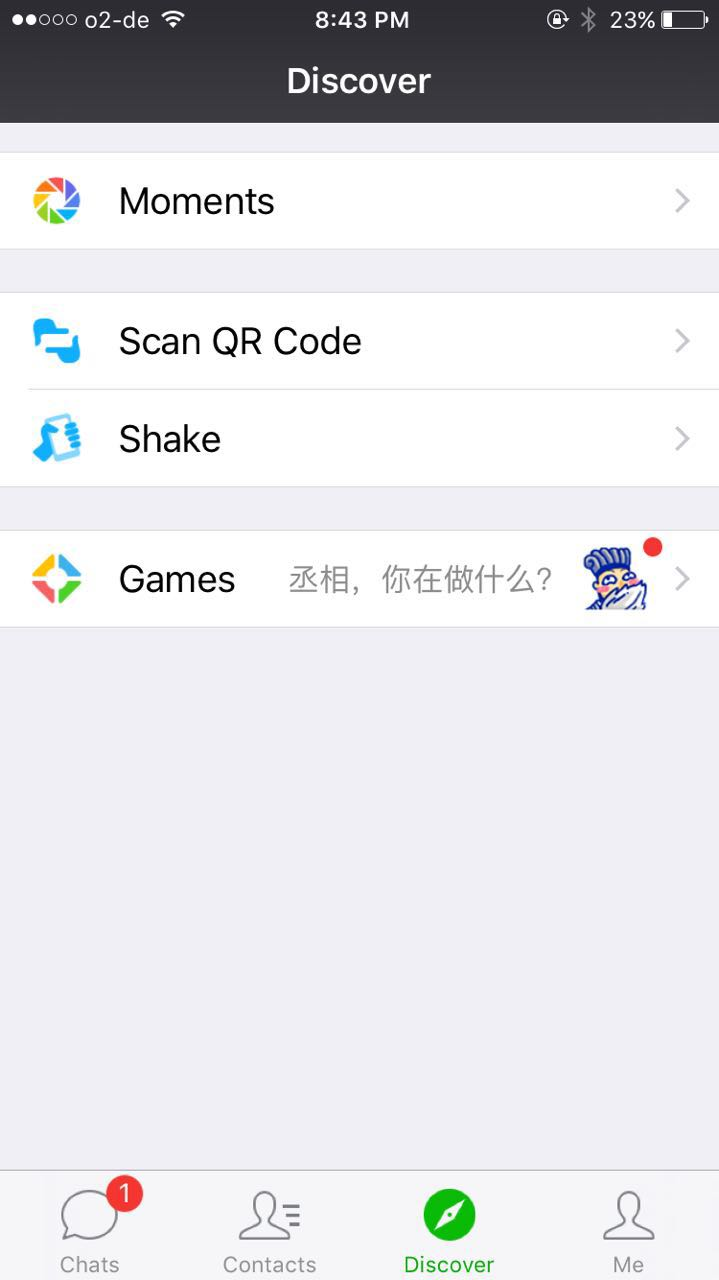 o2-de 8:43 PM 23%
Discover
Moments
Scan QR Code
Shake
Games 丞相，你在做什么？
1
Chats Contacts Discover Me